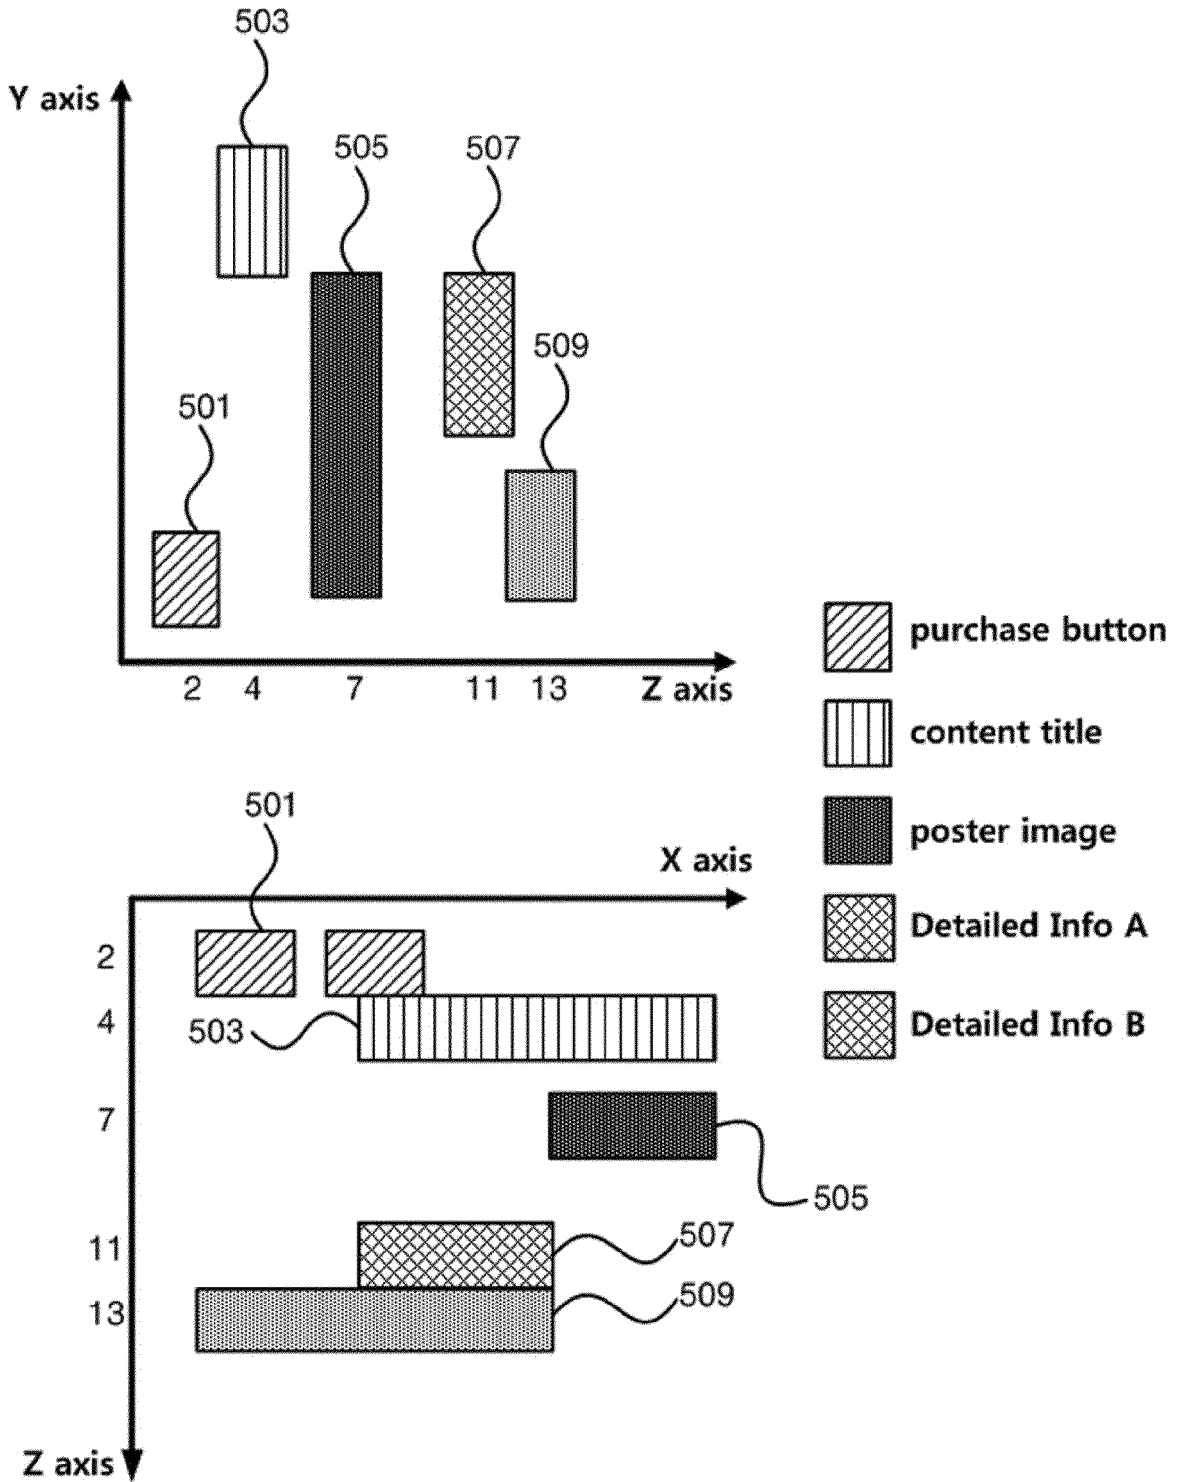 503
Y axis
505
507
509
501
2 4 7 11 13 Z axis
purchase button
content title
poster image
Detailed Info A
Detailed Info B
501
X axis
2
4
503
7
505
11
507
13
509
Z axis